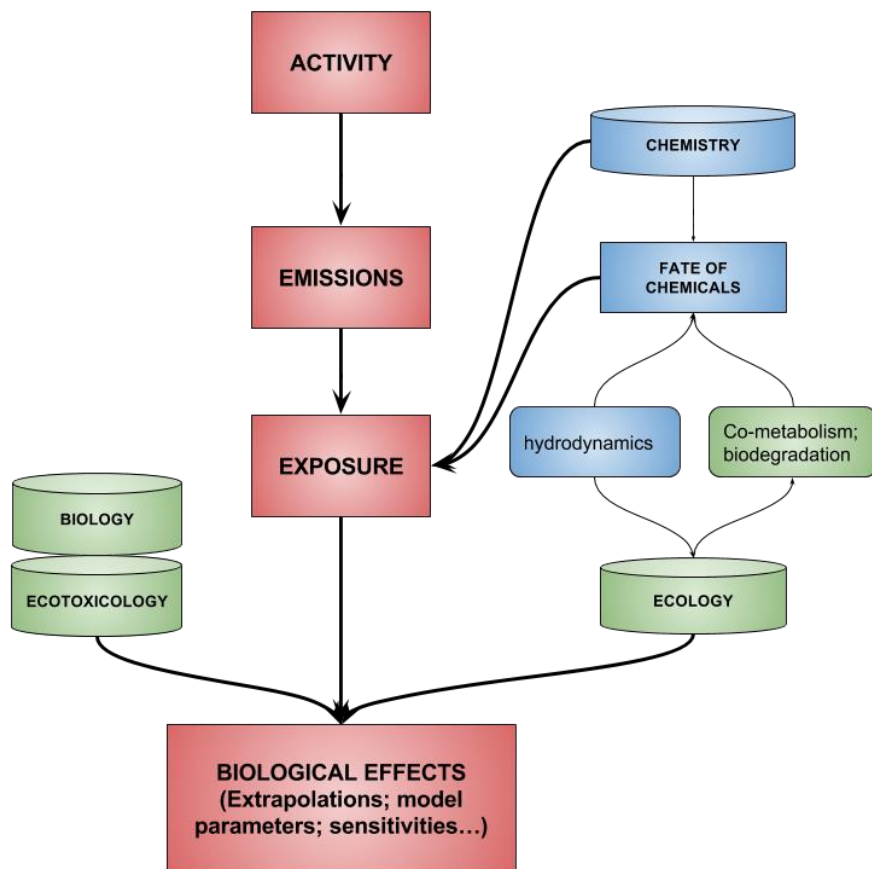 ACTIVITY
CHEMISTRY
EMISSIONS
FATE OF
CHEMICALS
EXPOSURE
hydrodynamics
Co-metabolism;
biodegradation
BIOLOGY
ECOTOXICOLOGY
ECOLOGY
BIOLOGICAL EFFECTS
(Extrapolations; model
parameters; sensitivities…)